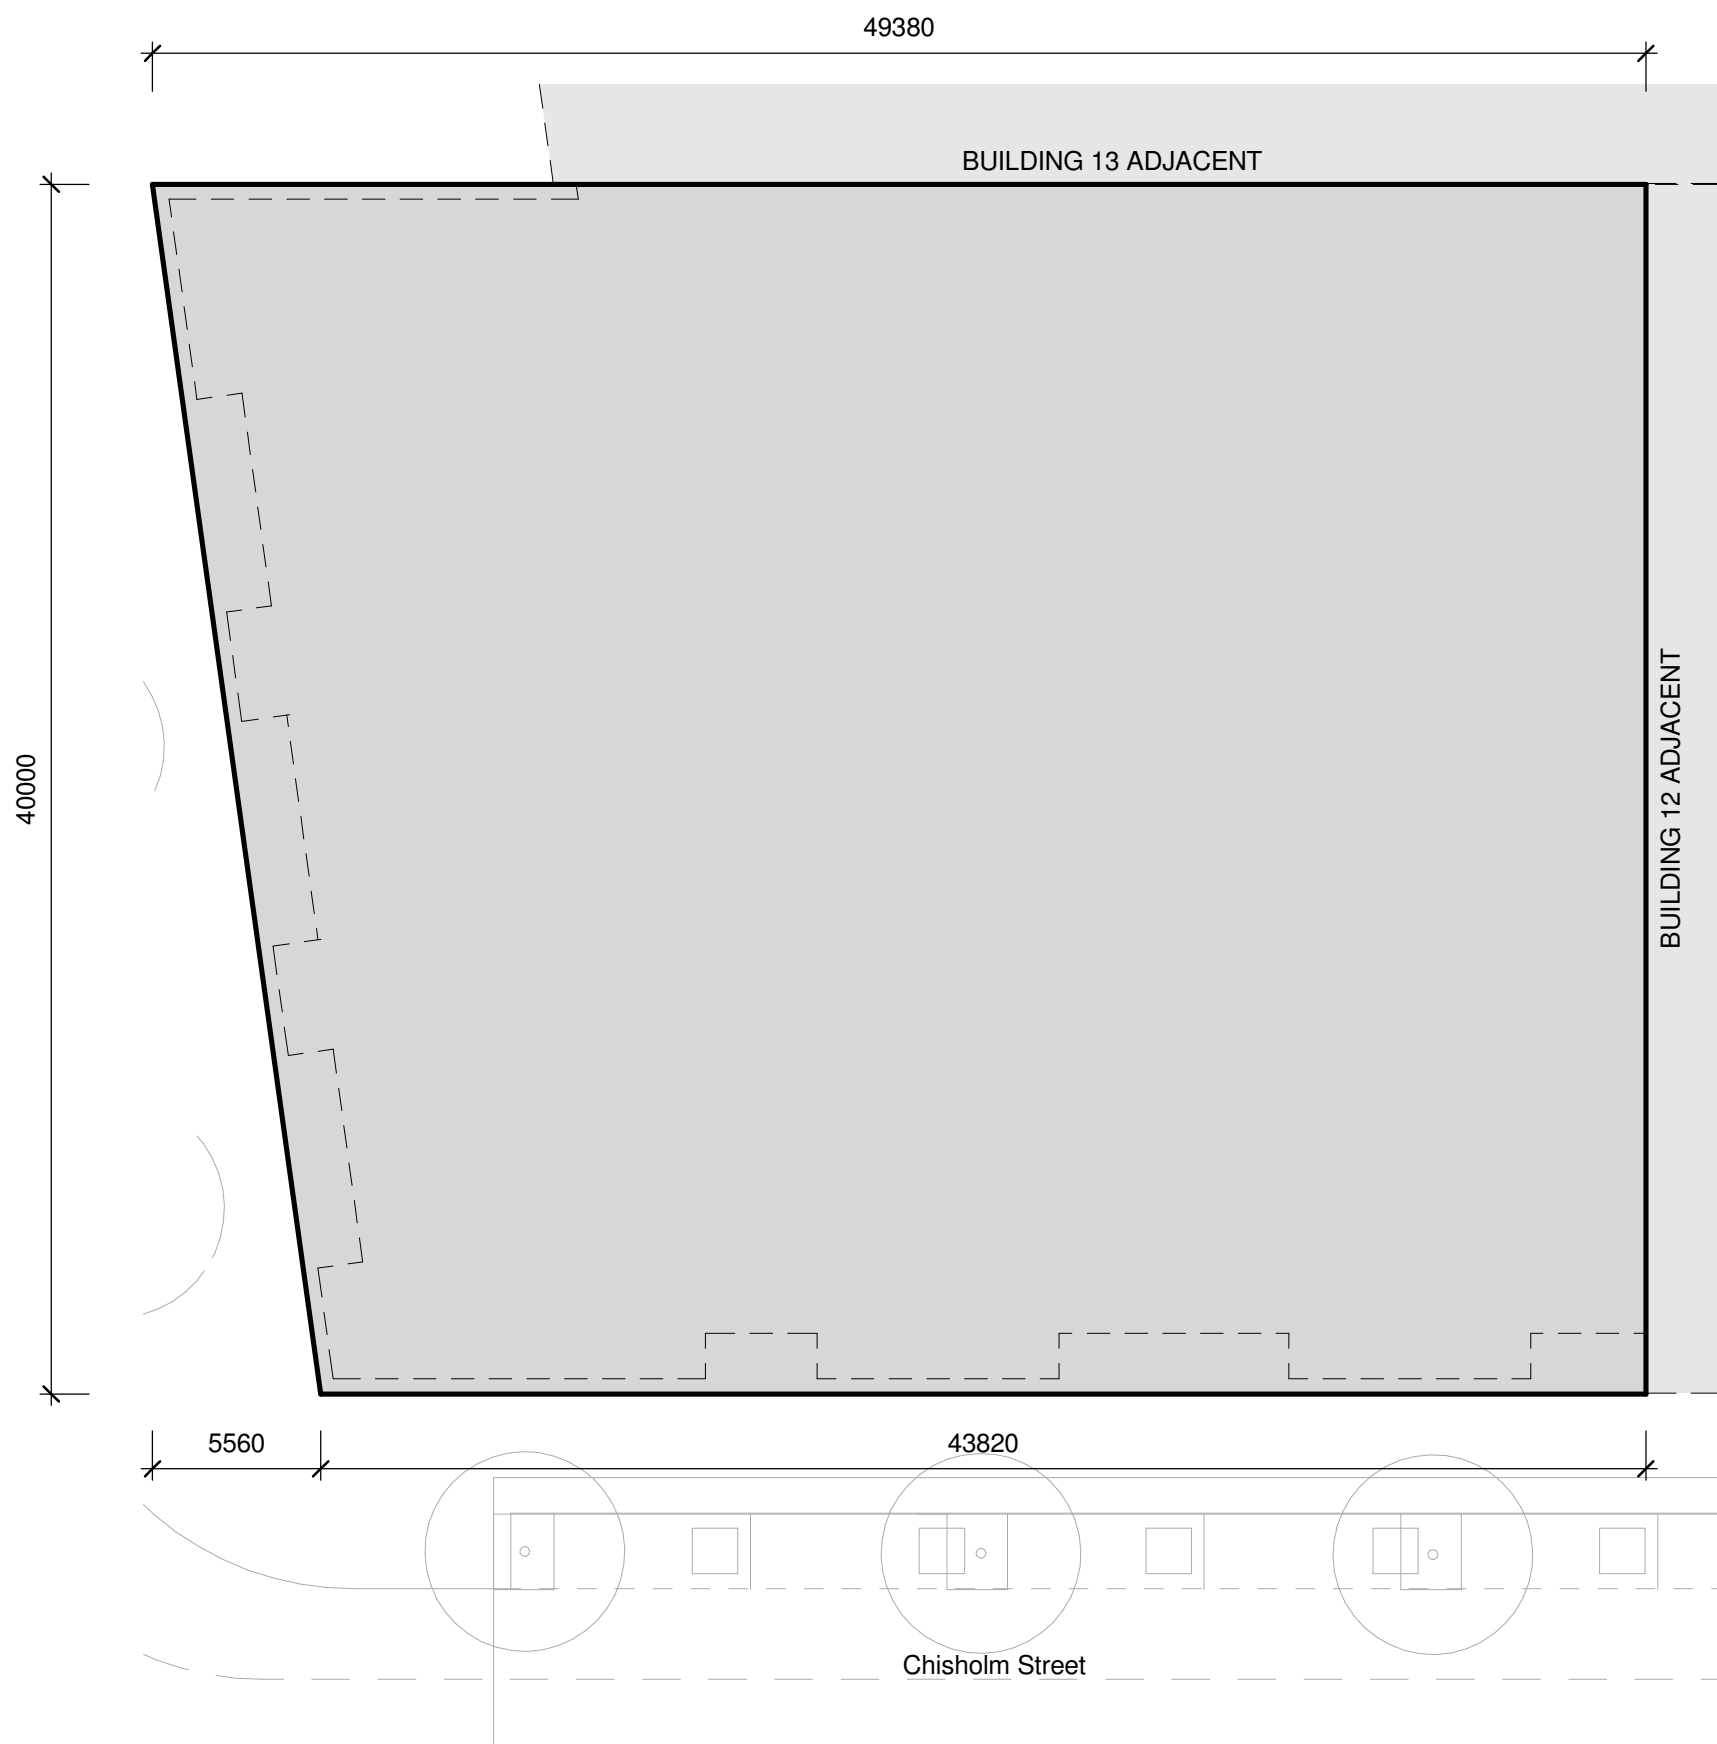 49380
BUILDING 13 ADJACENT
40000
BUILDING 12 ADJACENT
5560
43820
Chisholm Street